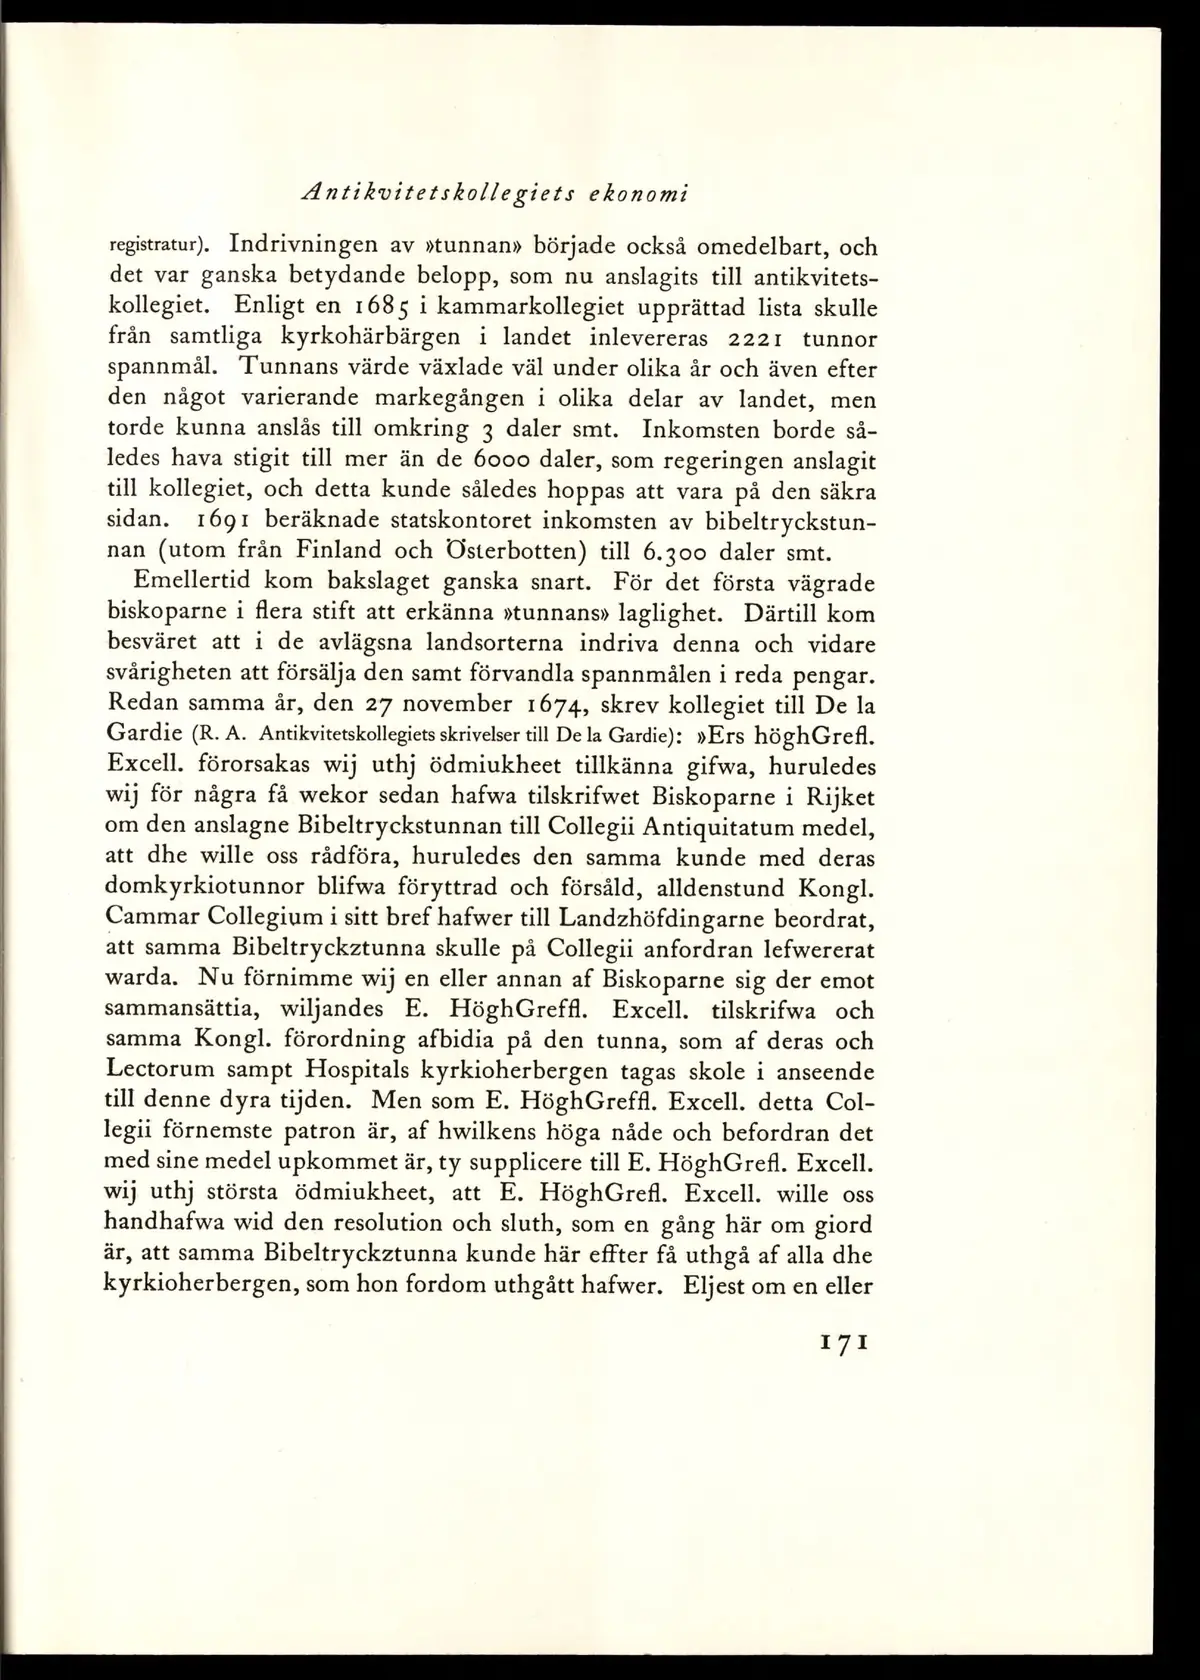 Antikvitetskollegiets ekonomi
registratur). Indrivningen av »tunnan» började också omedelbart, och
det var ganska betydande belopp, som nu anslagits till antikvitets-
kollegiet. Enligt en 1685 i kammarkollegiet upprättad lista skulle
från samtliga kyrkohärbärgen i landet inlevereras 2221 tunnor
spannmål. Tunnans värde växlade väl under olika år och även efter
den något varierande markegången i olika delar av landet, men
torde kunna anslås till omkring 3 daler smt. Inkomsten borde så-
ledes hava stigit till mer än de 6000 daler, som regeringen anslagit
till kollegiet, och detta kunde således hoppas att vara på den säkra
sidan. 1691 beräknade statskontoret inkomsten av bibeltryckstun-
nan (utom från Finland och Österbotten) till 6.300 daler smt.
Emellertid kom bakslaget ganska snart. För det första vägrade
biskoparne i flera stift att erkänna »tunnans» laglighet. Därtill kom
besväret att i de avlägsna landsorterna indriva denna och vidare
svårigheten att försälja den samt förvandla spannmålen i reda pengar.
Redan samma år, den 27 november 1674, skrev kollegiet till De la
Gardie (R. A. Antikvitetskollegiets skrivelser till De la Gardie): »Ers höghGrefl.
Excell. förorsakas wij uthj ödmiukheet tillkänna gifwa, huruledes
wij för några få wekor sedan hafwa tilskrifwet Biskoparne i Rijket
om den anslagne Bibeltryckstunnan till Collegii Antiquitatum medel,
att dhe wille oss rådföra, huruledes den samma kunde med deras
domkyrkiotunnor blifwa föryttrad och försåld, alldenstund Kongl.
Cammar Collegium i sitt bref hafwer till Landzhöfdingarne beordrat,
att samma Bibeltryckztunna skulle på Collegii anfordran lefwererat
warda. Nu förnimme wij en eller annan af Biskoparne sig der emot
sammansättia, wiljandes E. HöghGreffl. Excell. tilskrifwa och
samma Kongl. förordning afbidia på den tunna, som af deras och
Lectorum sampt Hospitals kyrkioherbergen tagas skole i anseende
till denne dyra tijden. Men som E. HöghGreffl. Excell. detta Col-
legii förnemste patron är, af hwilkens höga nåde och befordran det
med sine medel upkommet är, ty supplicere till E. HöghGrefl. Excell.
wij uthj största ödmiukheet, att E. HöghGrefl. Excell. wille oss
handhafwa wid den resolution och sluth, som en gång här om giord
är, att samma Bibeltryckztunna kunde här effter få uthgå af alla dhe
kyrkioherbergen, som hon fordom uthgått hafwer. Eljest om en eller
171